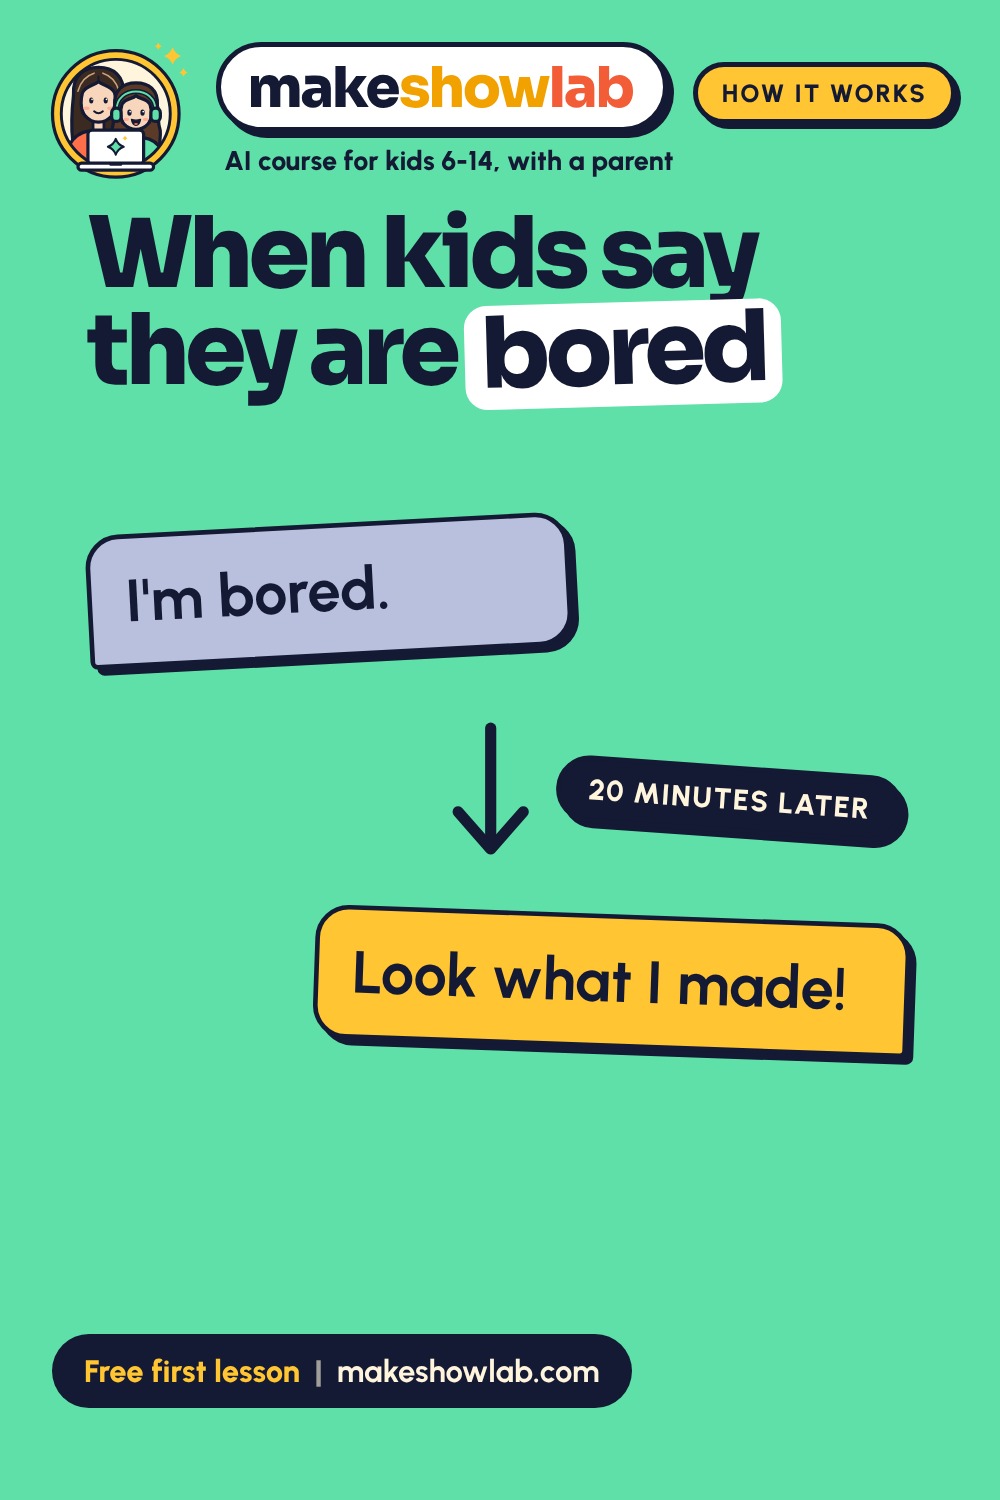 makeshowlab
HOW IT WORKS
AI course for kids 6-14, with a parent
When kids say
they are bored
I'm bored.
20 MINUTES LATER
Look what I made!
Free first lesson | makeshowlab.com